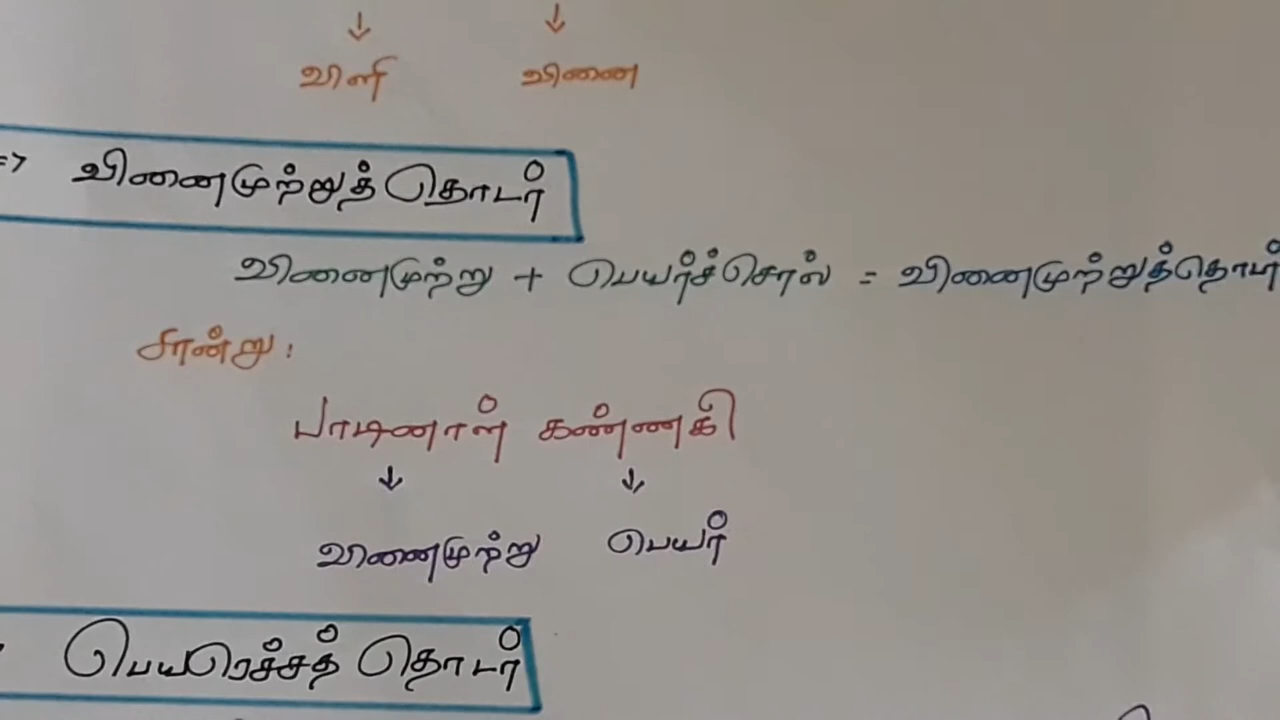 ↓ ↓
விளி வினை
=> வினைமுற்றுத் தொடர்
வினைமுற்று + பெயர்ச்சொல் = வினைமுற்றுத்தொடர்
சான்று :
பாடினாள் கண்ணகி
↓ ↓
வினைமுற்று பெயர்
பெயரெச்சத் தொடர்